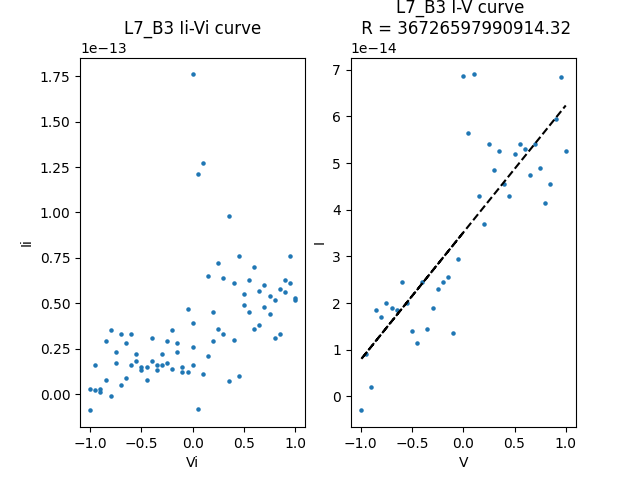 L7_B3 Ii-Vi curve
1e−13
Ii
1.75
1.50
1.25
1.00
0.75
0.50
0.25
0.00
−1.0 −0.5 0.0 0.5 1.0
Vi
L7_B3 I-V curve
R = 36726597990914.32
1e−14
I
7
6
5
4
3
2
1
0
−1.0 −0.5 0.0 0.5 1.0
V